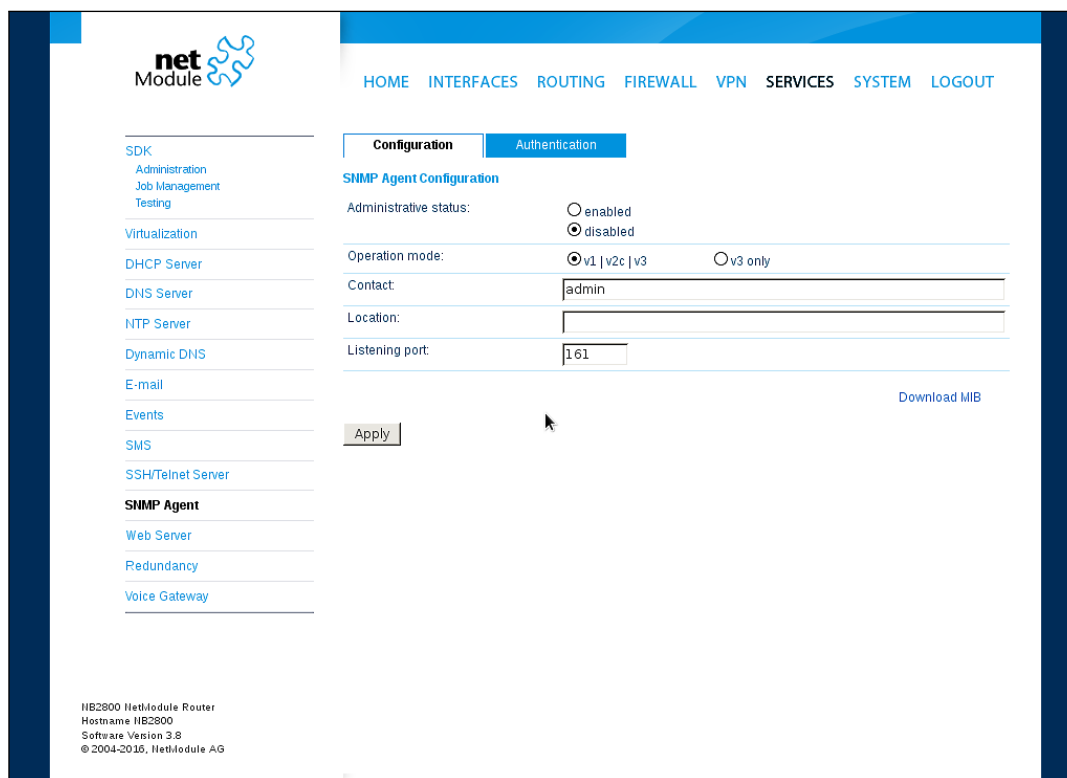 net
Module
HOME INTERFACES ROUTING FIREWALL VPN SERVICES SYSTEM LOGOUT
SDK
Administration
Job Management
Testing
Virtualization
DHCP Server
DNS Server
NTP Server
Dynamic DNS
E-mail
Events
SMS
SSH/Telnet Server
SNMP Agent
Web Server
Redundancy
Voice Gateway
Configuration Authentication
SNMP Agent Configuration
Administrative status: enabled
disabled
Operation mode: v1 | v2c | v3 v3 only
Contact: admin
Location:
Listening port: 161
Download MIB
Apply
NB2800 NetModule Router
Hostname NB2800
Software Version 3.8
© 2004-2016, NetModule AG